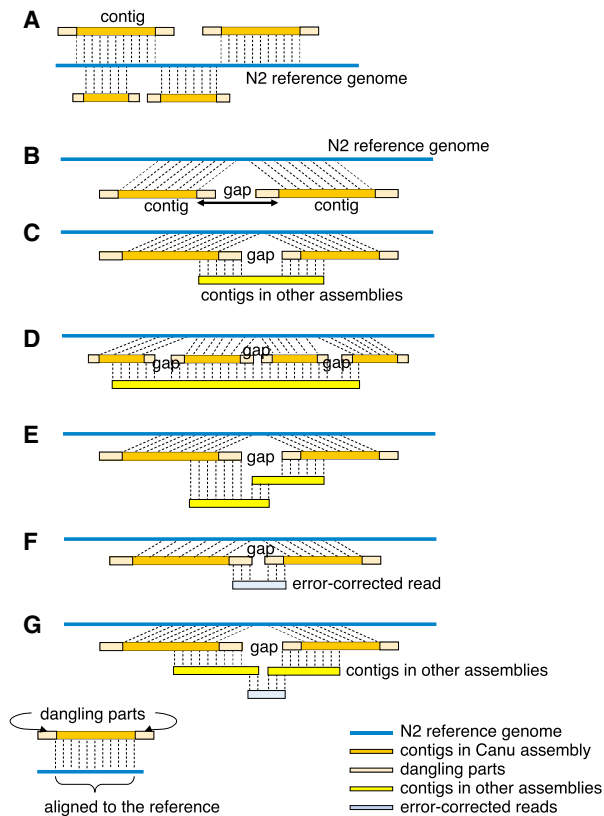 A
contig
N2 reference genome
B
N2 reference genome
gap
contig
contig
C
gap
contigs in other assemblies
D
gap
gap
gap
E
gap
F
gap
error-corrected read
G
gap
contigs in other assemblies
dangling parts
aligned to the reference
N2 reference genome
contigs in Canu assembly
dangling parts
contigs in other assemblies
error-corrected reads